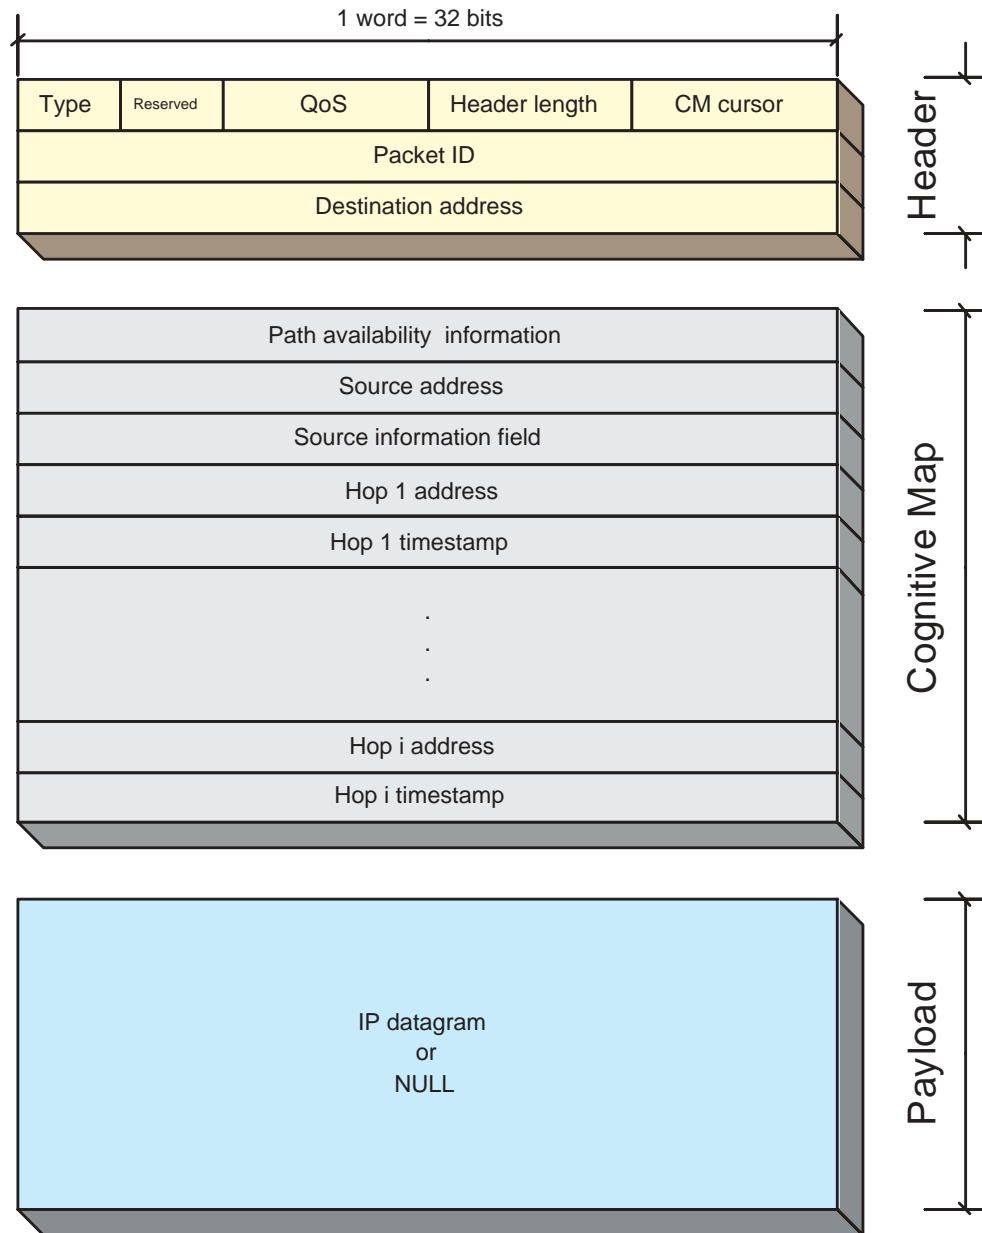 1 word = 32 bits
Type Reserved QoS Header length CM cursor
Packet ID
Destination address
Header
Path availability information
Source address
Source information field
Hop 1 address
Hop 1 timestamp
.
.
.
Hop i address
Hop i timestamp
Cognitive Map
IP datagram
or
NULL
Payload